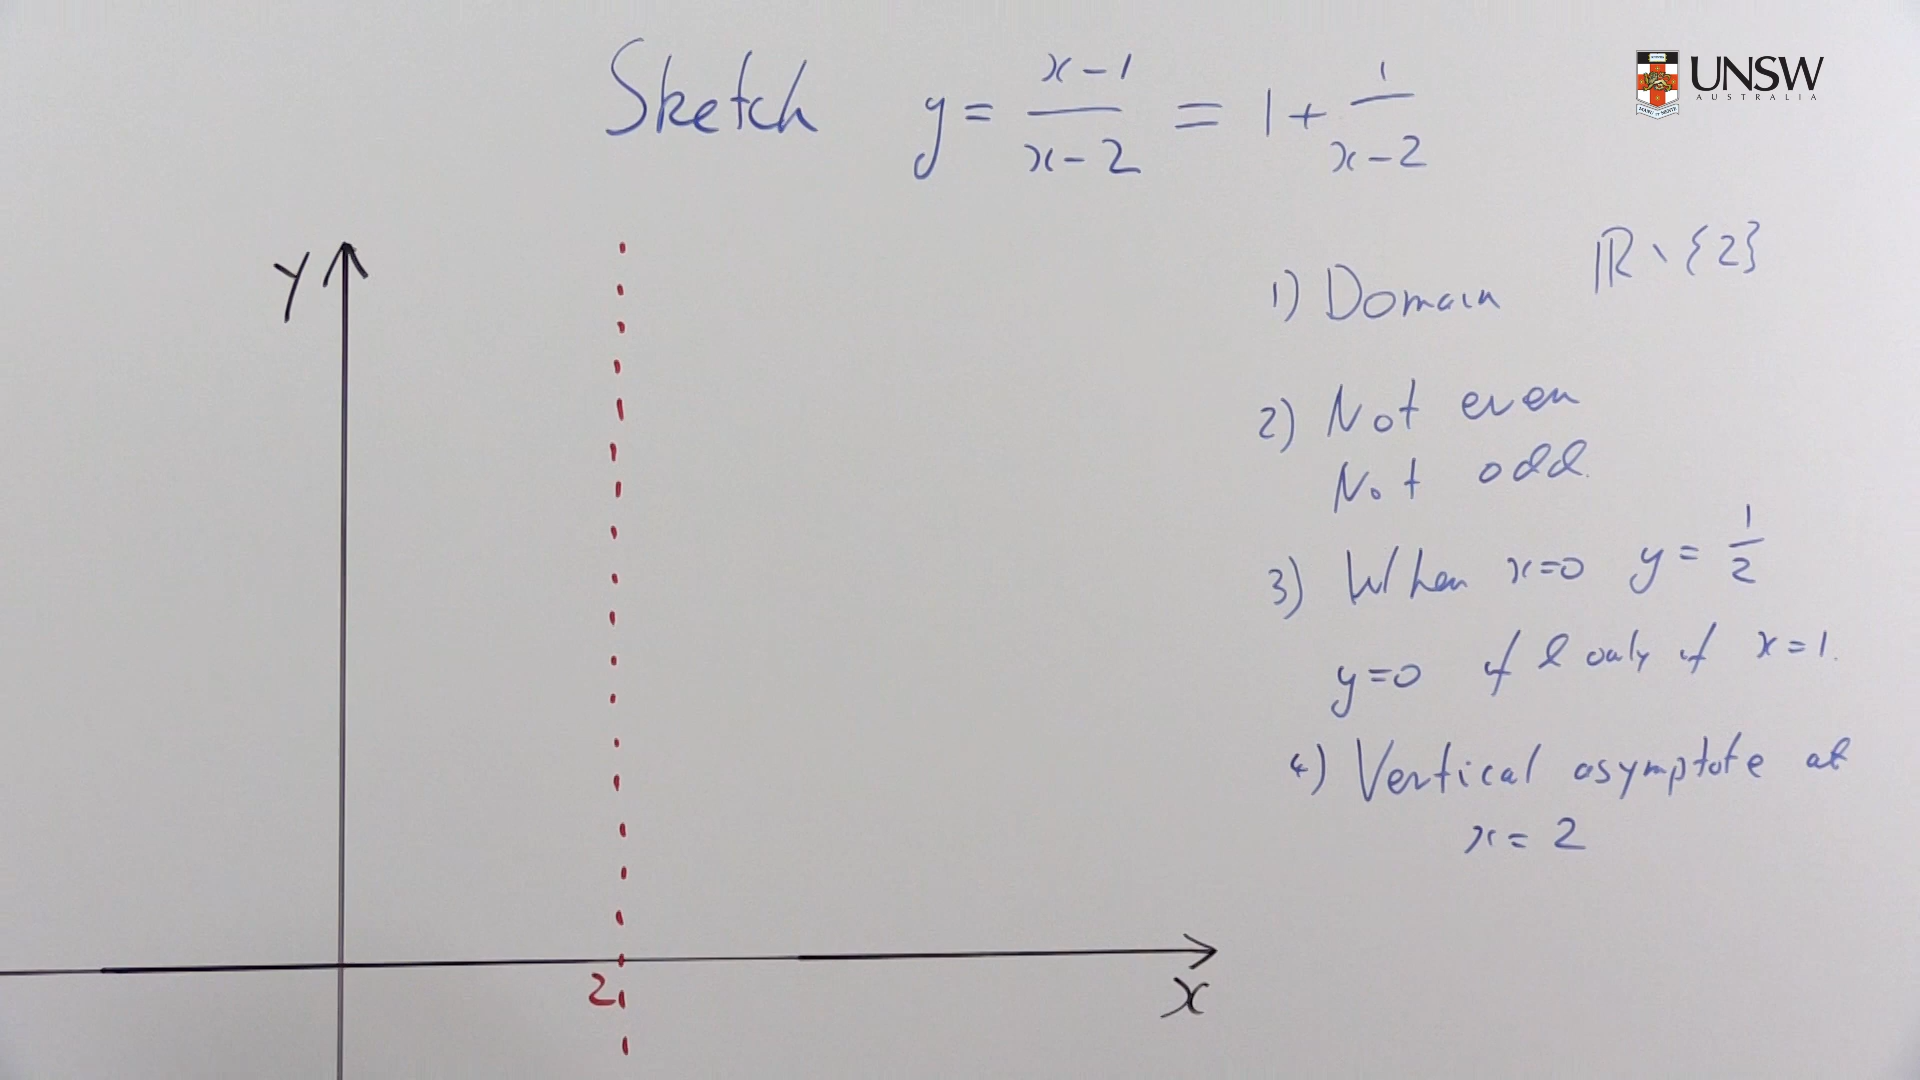 Sketch y = x-1 / x-2 = 1 + 1 / x-2
UNSW
AUSTRALIA
y
1) Domain ℝ \ {2}
2) Not even
Not odd.
3) When x=0 y = 1/2
y=0 if & only if x=1.
4) Vertical asymptote at
x = 2
2
x